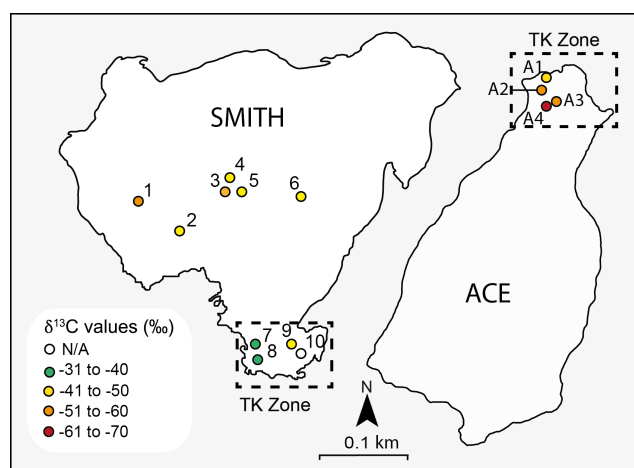 TK Zone
A1
A2
A3
A4
SMITH
4
3 5
1
6
2
ACE
δ¹³C values (‰)
N/A
-31 to -40
-41 to -50
-51 to -60
-61 to -70
7 9
10
8
TK Zone
N
0.1 km